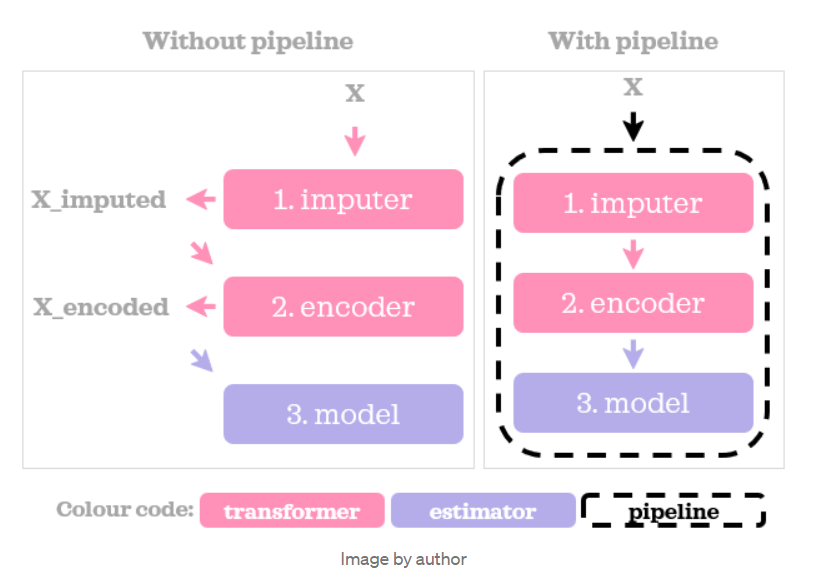 Without pipeline
With pipeline
X
X
X_imputed
1. imputer
1. imputer
X_encoded
2. encoder
2. encoder
3. model
3. model
Colour code: transformer estimator pipeline
Image by author